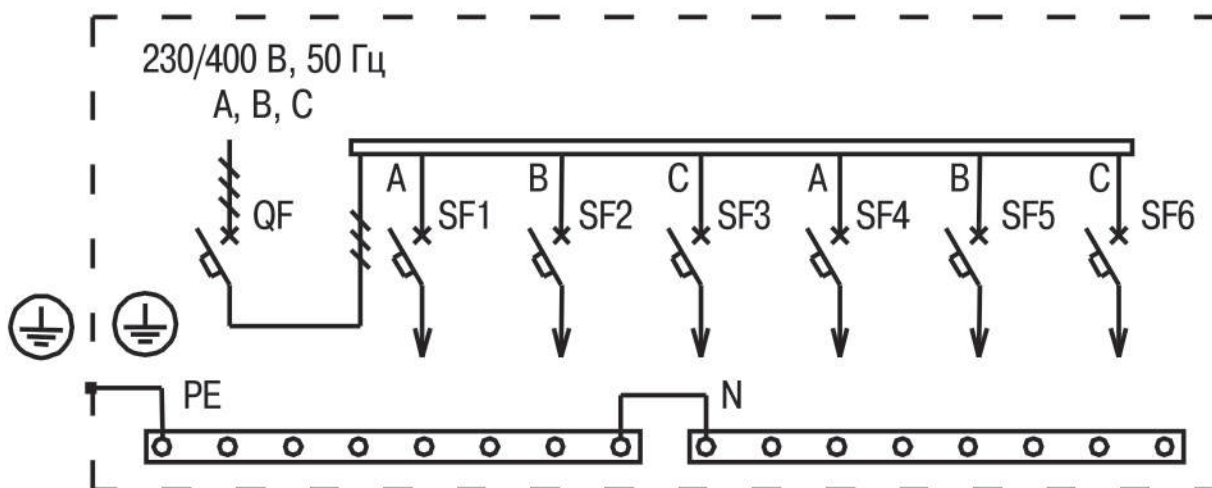 230/400 В, 50 Гц
А, В, С
QF
A SF1
B SF2
C SF3
A SF4
B SF5
C SF6
PE
N